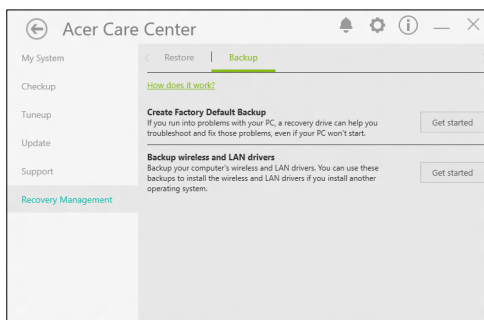 Acer Care Center
My System
Checkup
Tuneup
Update
Support
Recovery Management
Restore
Backup
How does it work?
Create Factory Default Backup
If you run into problems with your PC, a recovery drive can help you
troubleshoot and fix those problems, even if your PC won't start.
Get started
Backup wireless and LAN drivers
Backup your computer's wireless and LAN drivers. You can use these
backups to install the wireless and LAN drivers if you install another
operating system.
Get started